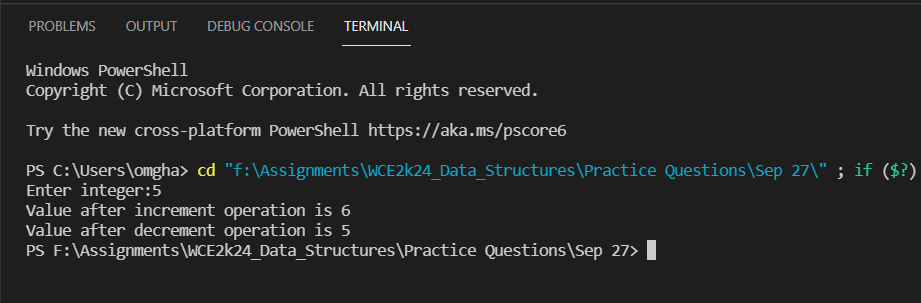 PROBLEMS OUTPUT DEBUG CONSOLE TERMINAL
Windows PowerShell
Copyright (C) Microsoft Corporation. All rights reserved.
Try the new cross-platform PowerShell https://aka.ms/pscore6
PS C:\Users\omgha> cd "f:\Assignments\WCE2k24_Data_Structures\Practice Questions\Sep 27\" ; if ($?)
Enter integer:5
Value after increment operation is 6
Value after decrement operation is 5
PS F:\Assignments\WCE2k24_Data_Structures\Practice Questions\Sep 27>